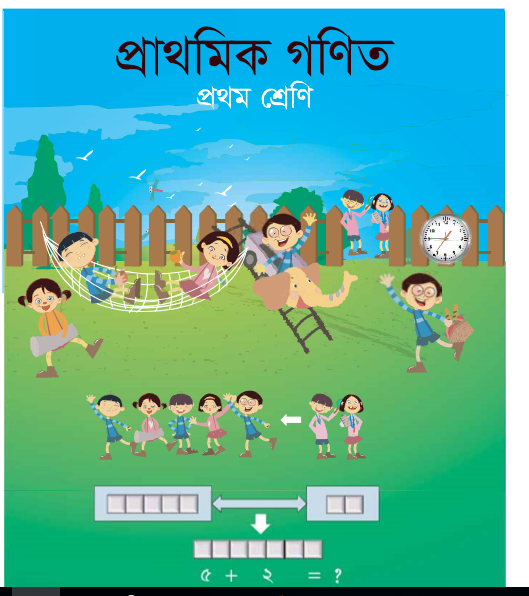 প্রাথমিক গণিত
প্রথম শ্রেণি
৫ + ২ = ?